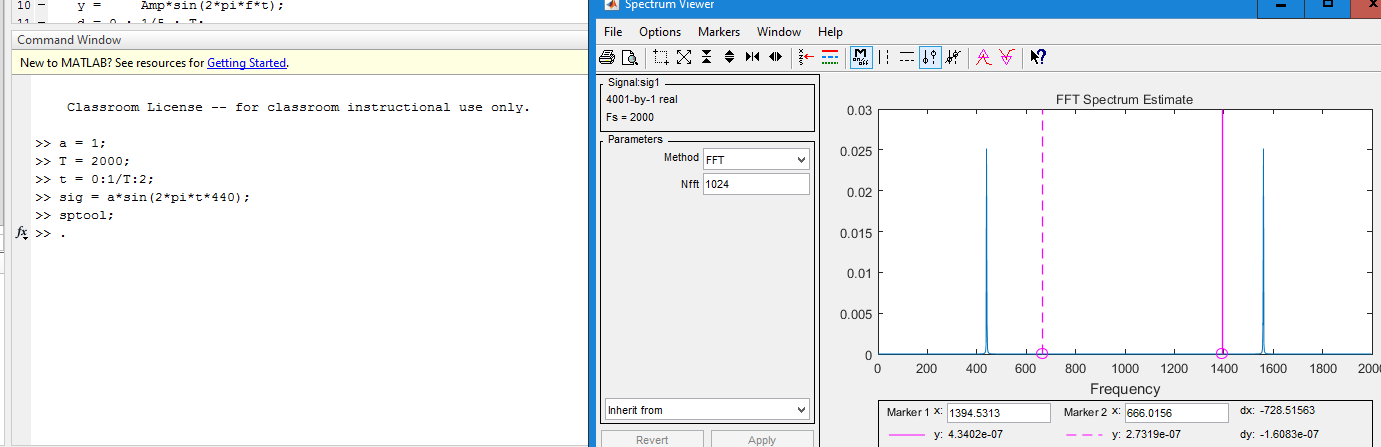 10 - y = Amp*sin(2*pi*f*t);
11 - d = 0 : 1/5 : T;
Command Window
New to MATLAB? See resources for Getting Started.
Classroom License -- for classroom instructional use only.
>> a = 1;
>> T = 2000;
>> t = 0:1/T:2;
>> sig = a*sin(2*pi*t*440);
>> sptool;
fx >> .
Spectrum Viewer
File Options Markers Window Help
Signal:sig1
4001-by-1 real
Fs = 2000
Parameters
Method FFT
Nfft 1024
Inherit from
Revert Apply
FFT Spectrum Estimate
0.03
0.025
0.02
0.015
0.01
0.005
0
0 200 400 600 800 1000 1200 1400 1600 1800 200
Frequency
Marker 1 x: 1394.5313 Marker 2 x: 666.0156 dx: -728.51563
y: 4.3402e-07 y: 2.7319e-07 dy: -1.6083e-07